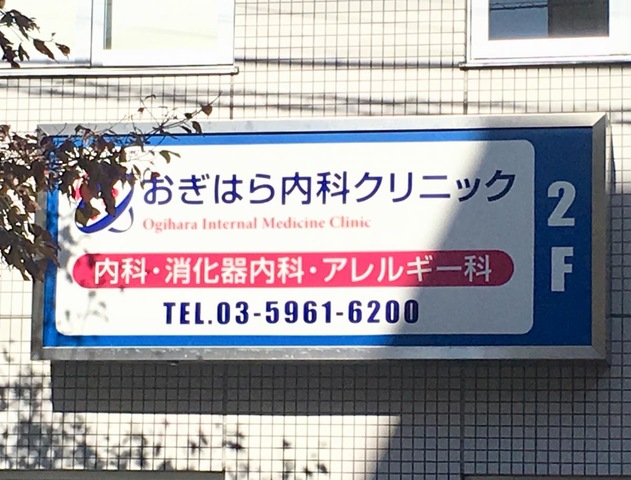 おぎはら内科クリニック
Ogihara Internal Medicine Clinic
内科・消化器内科・アレルギー科
TEL.03-5961-6200
2F